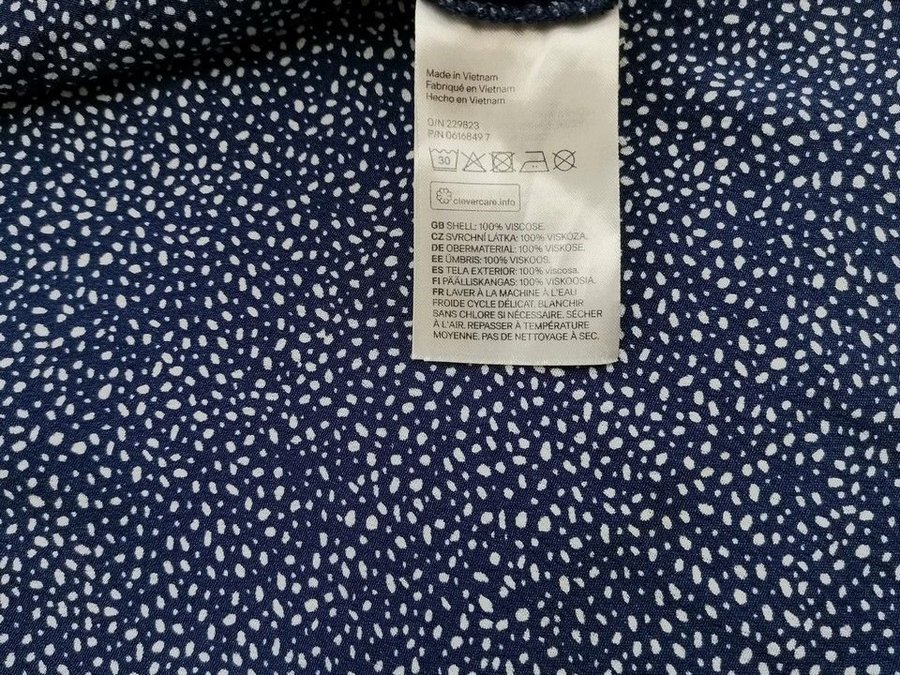 Made in Vietnam
Fabriqué en Vietnam
Hecho en Vietnam
O/N 229823
P/N 0616849 7
30
clevercare.info
GB SHELL: 100% VISCOSE.
CZ SVRCHNÍ LÁTKA: 100% VISKÓZA.
DE OBERMATERIAL: 100% VISKOSE.
EE ÜMBRIS: 100% VISKOOS.
ES TELA EXTERIOR: 100% viscosa.
FI PÄÄLLISKANGAS: 100% VISKOOSIA.
FR LAVER À LA MACHINE À L'EAU
FROIDE CYCLE DÉLICAT. BLANCHIR
SANS CHLORE SI NÉCESSAIRE. SÉCHER
À L'AIR. REPASSER À TEMPÉRATURE
MOYENNE. PAS DE NETTOYAGE À SEC.